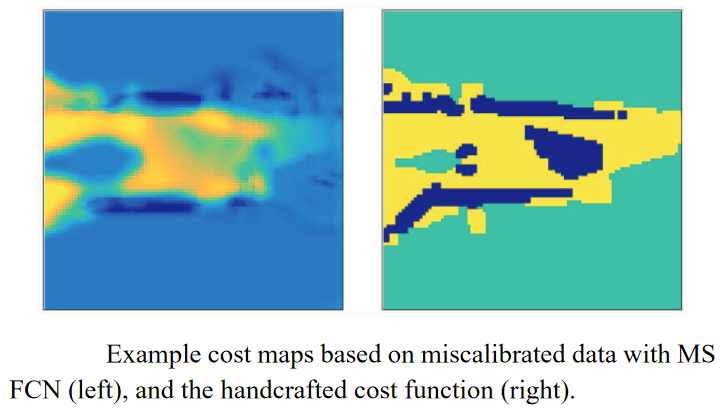 Example cost maps based on miscalibrated data with MS
FCN (left), and the handcrafted cost function (right).